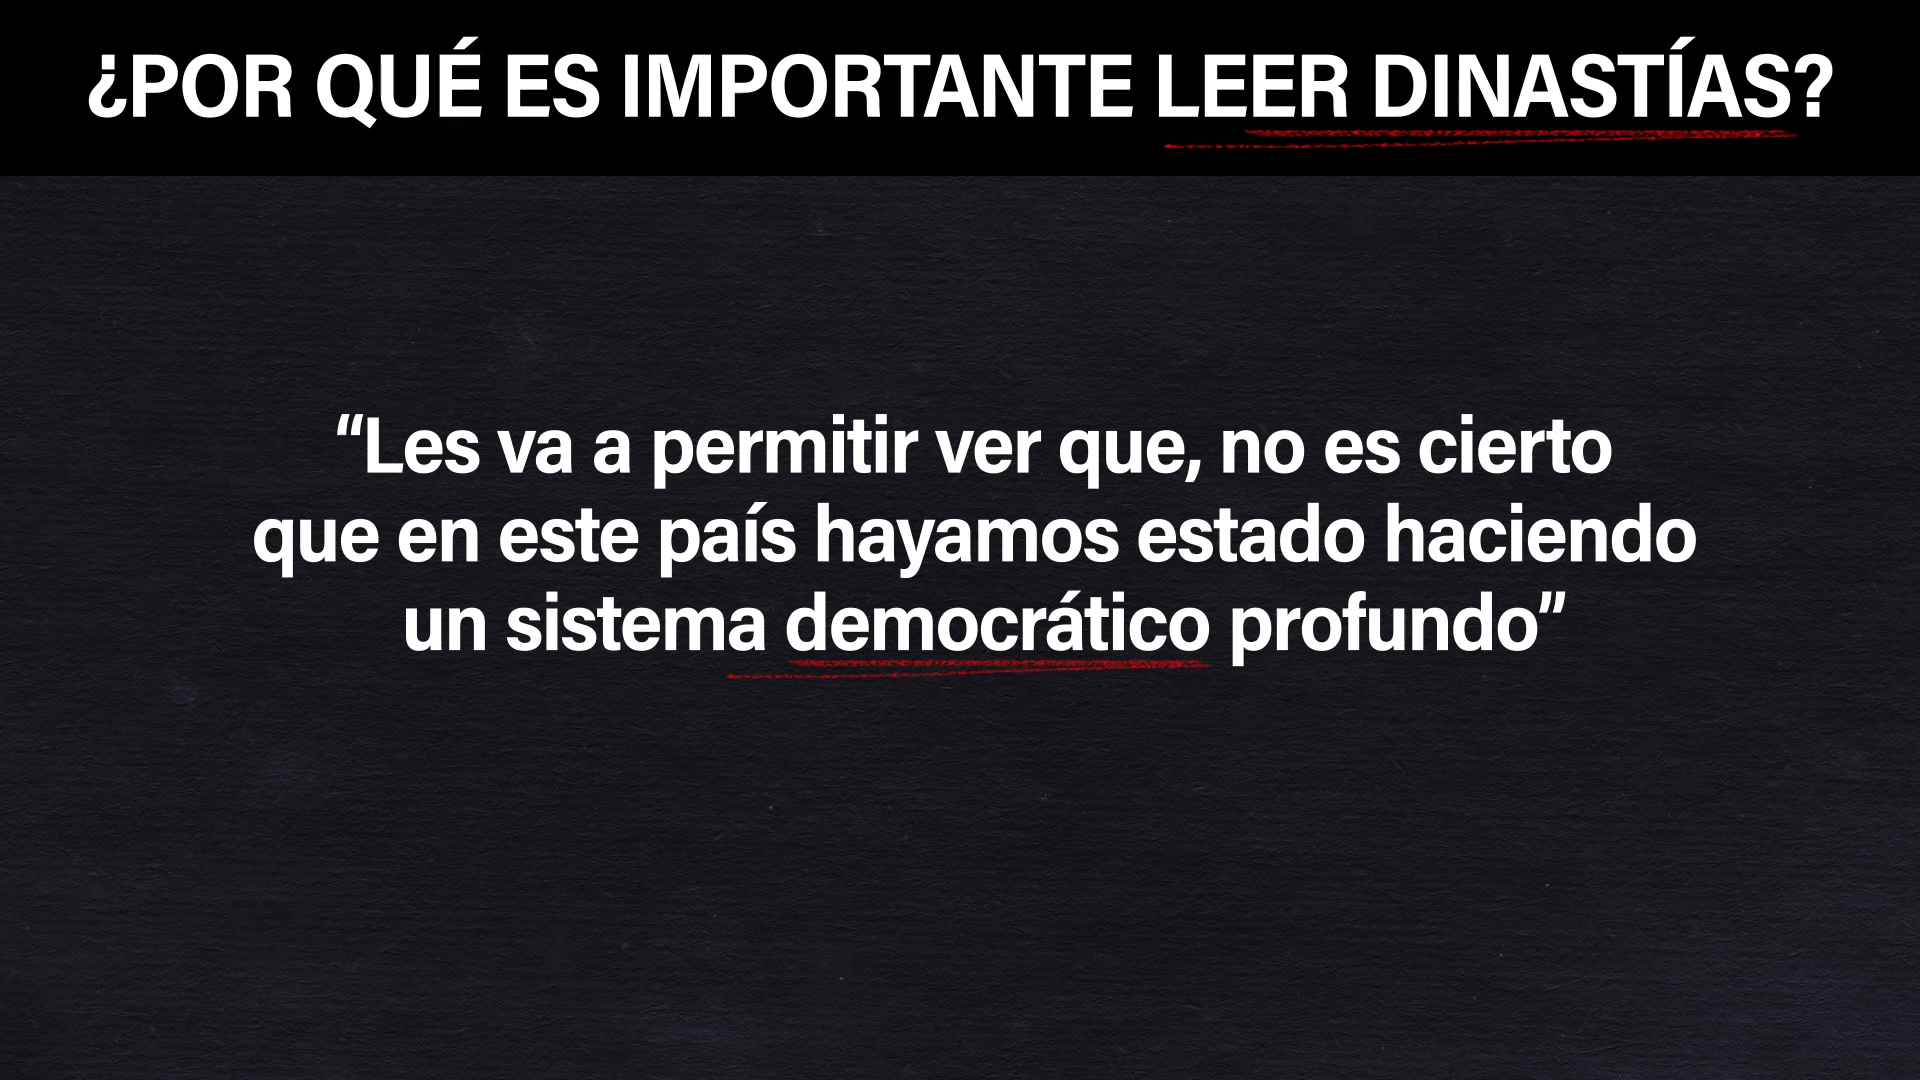 ¿POR QUÉ ES IMPORTANTE LEER DINASTÍAS?
“Les va a permitir ver que, no es cierto
que en este país hayamos estado haciendo
un sistema democrático profundo”